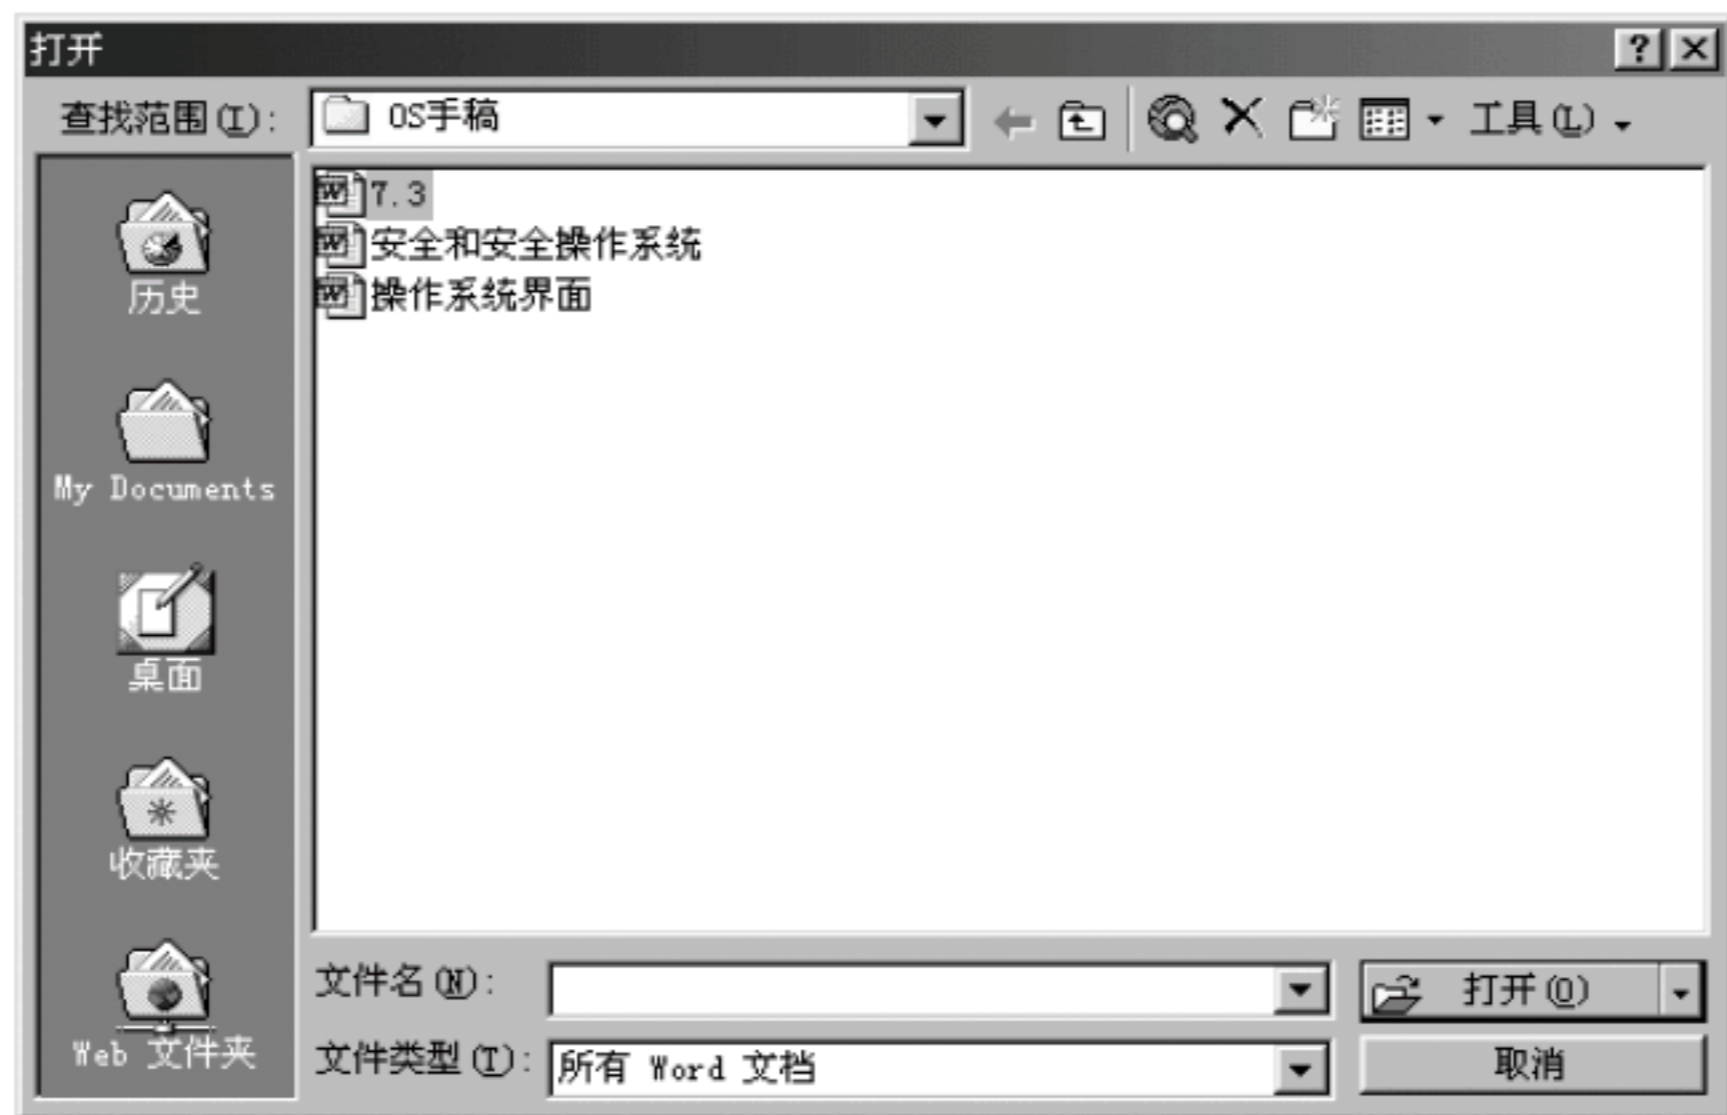 打开
查找范围(I): OS手稿 工具(L)
7.3
安全和安全操作系统
操作系统界面
历史
My Documents
桌面
收藏夹
Web 文件夹
文件名(N): 打开(O)
文件类型(T): 所有 Word 文档 取消